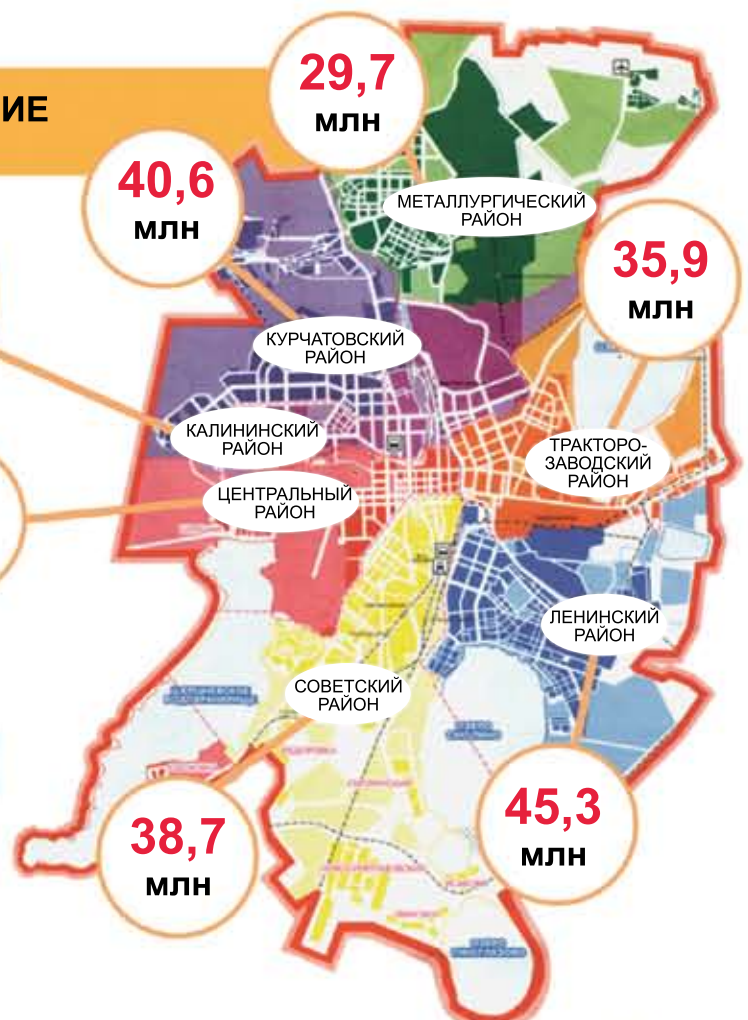 ИЕ
29,7
МЛН
40,6
МЛН
МЕТАЛЛУРГИЧЕСКИЙ
РАЙОН
35,9
МЛН
КУРЧАТОВСКИЙ
РАЙОН
КАЛИНИНСКИЙ
РАЙОН
ТРАКТОРО-
ЗАВОДСКИЙ
РАЙОН
ЦЕНТРАЛЬНЫЙ
РАЙОН
ЛЕНИНСКИЙ
РАЙОН
СОВЕТСКИЙ
РАЙОН
38,7
МЛН
45,3
МЛН